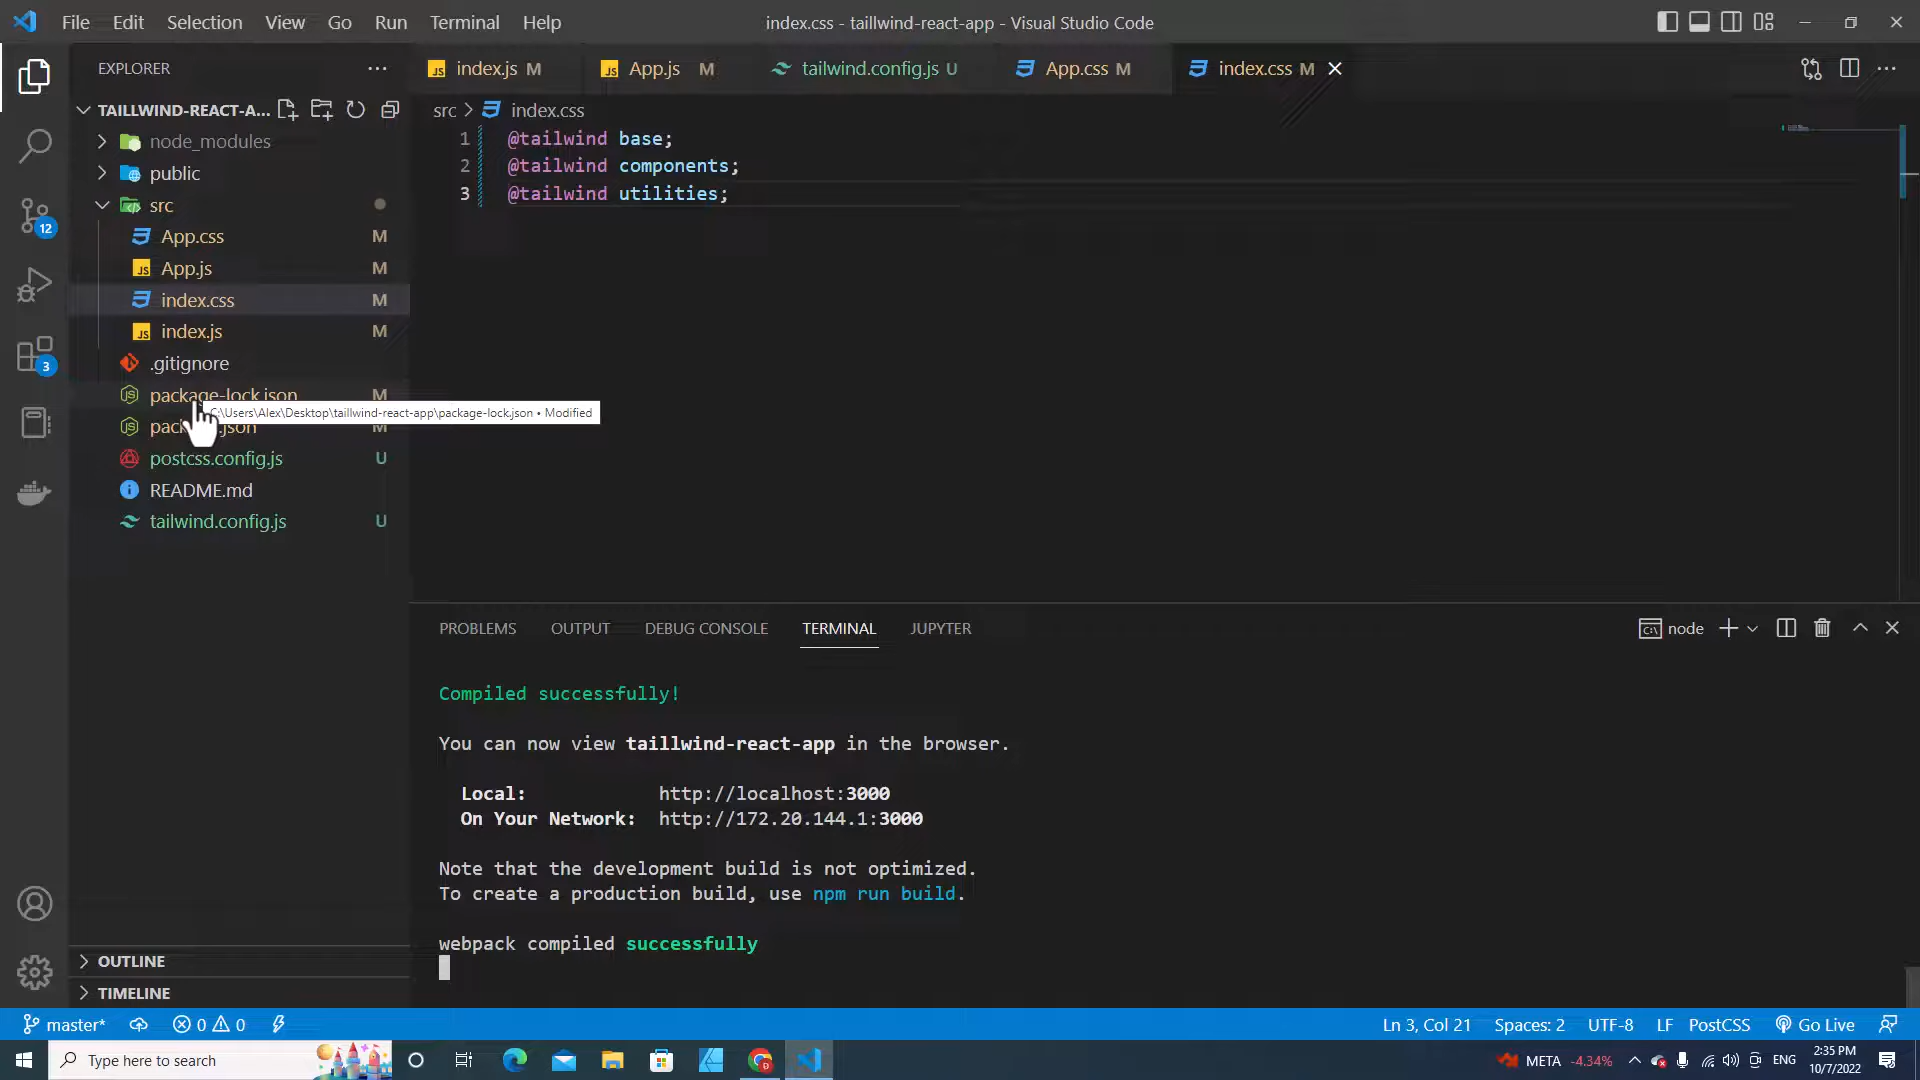 File Edit Selection View Go Run Terminal Help
index.css - taillwind-react-app - Visual Studio Code
EXPLORER
TAILLWIND-REACT-A...
node_modules
public
src
App.css M
App.js M
index.css M
index.js M
.gitignore
package-lock.json M
C:\Users\Alex\Desktop\taillwind-react-app\package-lock.json • Modified
M
postcss.config.js U
README.md
tailwind.config.js U
OUTLINE
TIMELINE
12
3
index.js M
App.js M
tailwind.config.js U
App.css M
index.css M
src > index.css
1 @tailwind base;
2 @tailwind components;
3 @tailwind utilities;
PROBLEMS OUTPUT DEBUG CONSOLE TERMINAL JUPYTER
node
Compiled successfully!
You can now view taillwind-react-app in the browser.
Local: http://localhost:3000
On Your Network: http://172.20.144.1:3000
Note that the development build is not optimized.
To create a production build, use npm run build.
webpack compiled successfully
master* 0 0
Ln 3, Col 21 Spaces: 2 UTF-8 LF PostCSS Go Live
Type here to search
META -4.34%
ENG
2:35 PM
10/7/2022